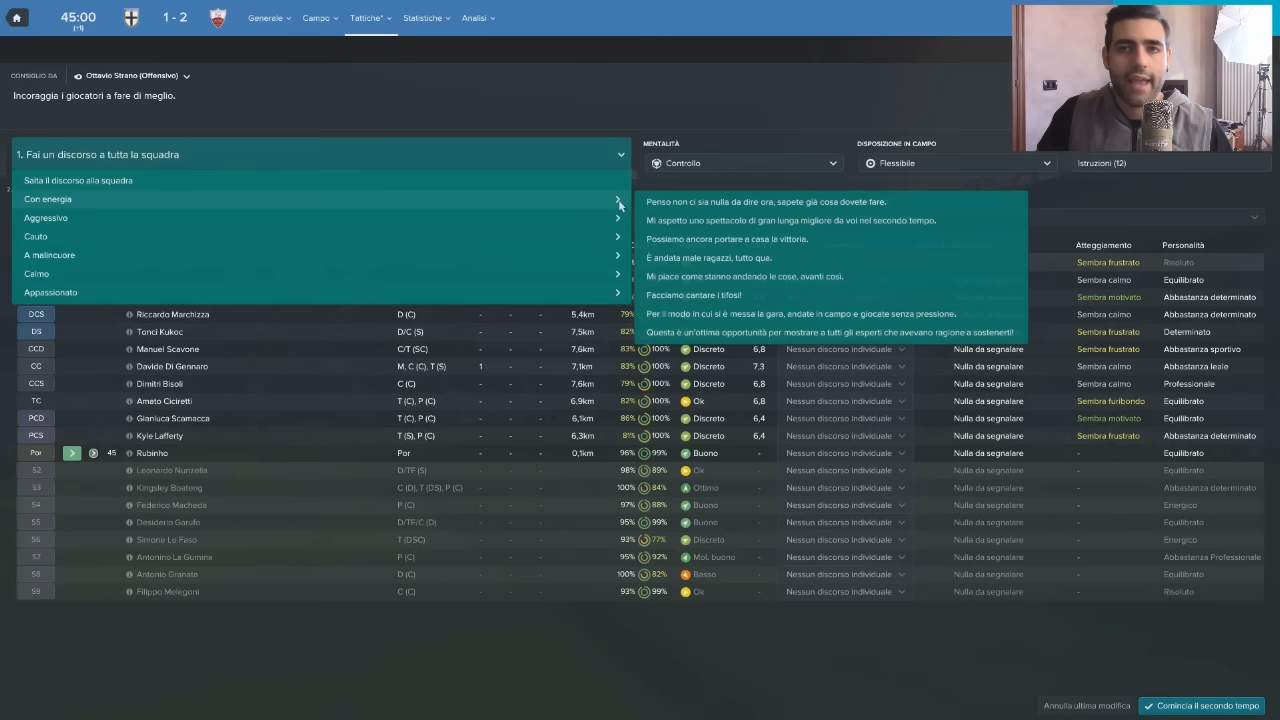 45:00
(+1)
1 - 2
Generale
Campo
Tattiche
Statistiche
Analisi
CONSIGLIO DA
Ottavio Strano (Offensivo)
Incoraggia i giocatori a fare di meglio.
1. Fai un discorso a tutta la squadra
MENTALITÀ
Controllo
DISPOSIZIONE IN CAMPO
Flessibile
Istruzioni (12)
Salta il discorso alla squadra
Con energia
Aggressivo
Cauto
A malincuore
Calmo
Appassionato
Penso non ci sia nulla da dire ora, sapete già cosa dovete fare.
Mi aspetto uno spettacolo di gran lunga migliore da voi nel secondo tempo.
Possiamo ancora portare a casa la vittoria.
È andata male ragazzi, tutto qua.
Mi piace come stanno andando le cose, avanti così.
Facciamo cantare i tifosi!
Per il modo in cui si è messa la gara, andate in campo e giocate senza pressione.
Questa è un'ottima opportunità per mostrare a tutti gli esperti che avevano ragione a sostenerti!
Atteggiamento Personalità
Sembra frustrato Risoluto
Sembra calmo Equilibrato
Sembra motivato Abbastanza determinato
DCS Riccardo Marchizza D (C) - - - 5,4km 79% Sembra calmo Abbastanza determinato
DS Tonci Kukoc D/C (S) - - - 7,5km 82% Sembra frustrato Determinato
CCD Manuel Scavone C/T (SC) - - - 7,6km 83% 100% Discreto 6,8 Nessun discorso individuale Nulla da segnalare Sembra frustrato Abbastanza sportivo
CC Davide Di Gennaro M, C (C), T (S) 1 - - 7,1km 83% 100% Discreto 7,3 Nessun discorso individuale Nulla da segnalare Sembra calmo Abbastanza leale
CCS Dimitri Bisoli C (C) - - - 7,6km 79% 100% Discreto 6,8 Nessun discorso individuale Nulla da segnalare Sembra calmo Professionale
TC Amato Ciciretti T (C), P (C) - - - 6,9km 82% 100% Ok 6,8 Nessun discorso individuale Nulla da segnalare Sembra furibondo Equilibrato
PCD Gianluca Scamacca T (C), P (C) - - - 6,1km 86% 100% Discreto 6,4 Nessun discorso individuale Nulla da segnalare Sembra motivato Equilibrato
PCS Kyle Lafferty T (S), P (C) - - - 6,3km 81% 100% Discreto 6,4 Nessun discorso individuale Nulla da segnalare Sembra frustrato Abbastanza determinato
Por 45 Rubinho Por - - - 0,1km 96% 99% Buono - Nessun discorso individuale Nulla da segnalare - Equilibrato
S2 Leonardo Nunzella D/TF (S) - - - 98% 89% Ok - Nessun discorso individuale Nulla da segnalare - Equilibrato
S3 Kingsley Boateng C (D), T (DS), P (C) - - - 100% 84% Ottimo - Nessun discorso individuale Nulla da segnalare - Abbastanza determinato
S4 Federico Macheda P (C) - - - 97% 88% Buono - Nessun discorso individuale Nulla da segnalare - Energico
S5 Desiderio Garufo D/TF/C (D) - - - 95% 99% Buono - Nessun discorso individuale Nulla da segnalare - Equilibrato
S6 Simone Lo Faso T (DSC) - - - 93% 77% Discreto - Nessun discorso individuale Nulla da segnalare - Energico
S7 Antonino La Gumina P (C) - - - 95% 92% Mol. buono - Nessun discorso individuale Nulla da segnalare - Abbastanza Professionale
S8 Antonio Granata D (C) - - - 100% 82% Basso - Nessun discorso individuale Nulla da segnalare - Equilibrato
S9 Filippo Melegoni C (C) - - - 93% 99% Ok - Nessun discorso individuale Nulla da segnalare - Risoluto
Annulla ultima modifica
Comincia il secondo tempo